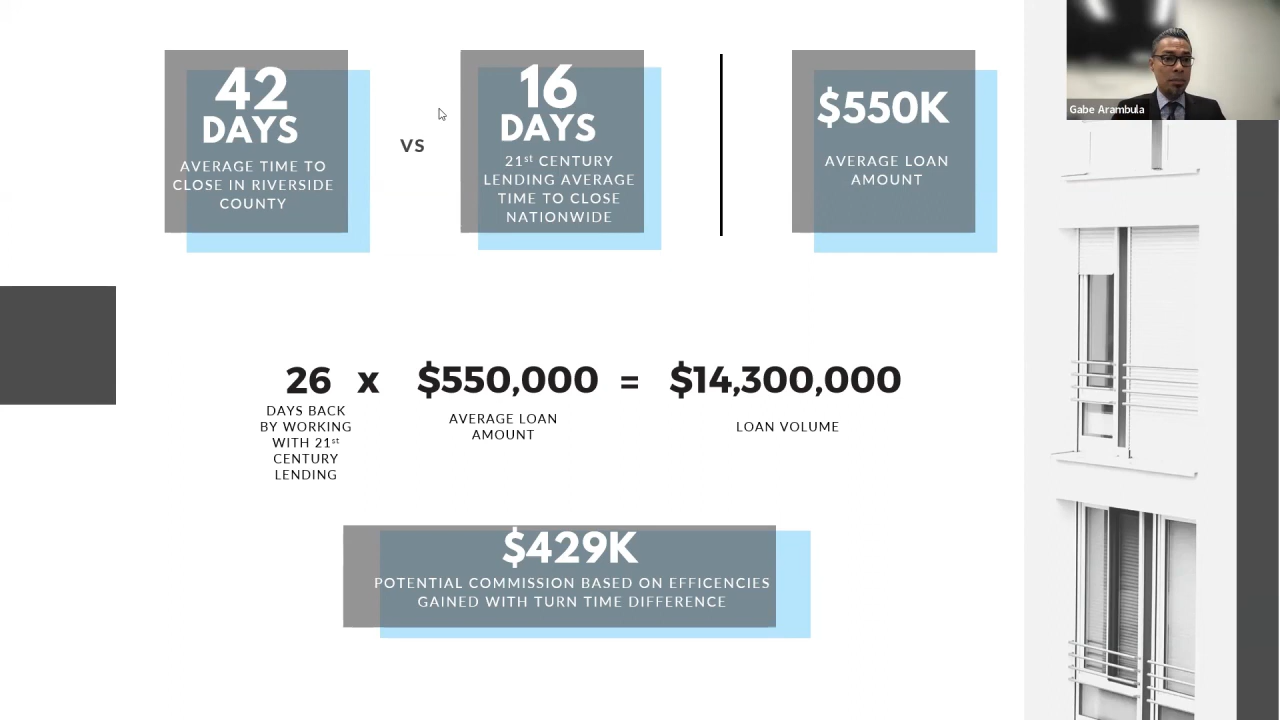 42
DAYS
AVERAGE TIME TO
CLOSE IN RIVERSIDE
COUNTY
VS
16
DAYS
21st CENTURY
LENDING AVERAGE
TIME TO CLOSE
NATIONWIDE
$550K
AVERAGE LOAN
AMOUNT
Gabe Arambula
26 x $550,000 = $14,300,000
DAYS BACK
BY WORKING
WITH 21st
CENTURY
LENDING
AVERAGE LOAN
AMOUNT
LOAN VOLUME
$429K
POTENTIAL COMMISSION BASED ON EFFICENCIES
GAINED WITH TURN TIME DIFFERENCE